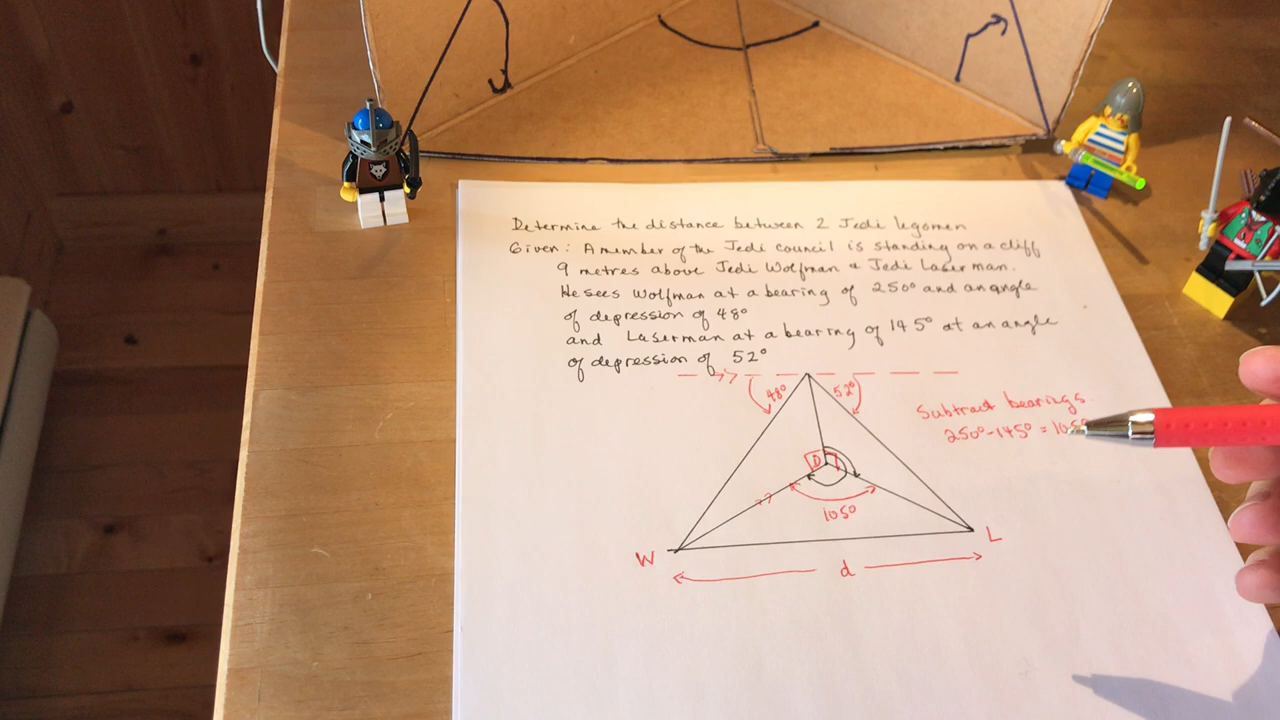 Determine the distance between 2 Jedi legomen
Given: A member of the Jedi council is standing on a cliff
9 metres above Jedi Wolfman & Jedi Laserman.
He sees Wolfman at a bearing of 250° and an angle
of depression of 48°
and Laserman at a bearing of 145° at an angle
of depression of 52°
48° 52°
Subtract bearings
250°-145° = 105°
D
105°
W L
d